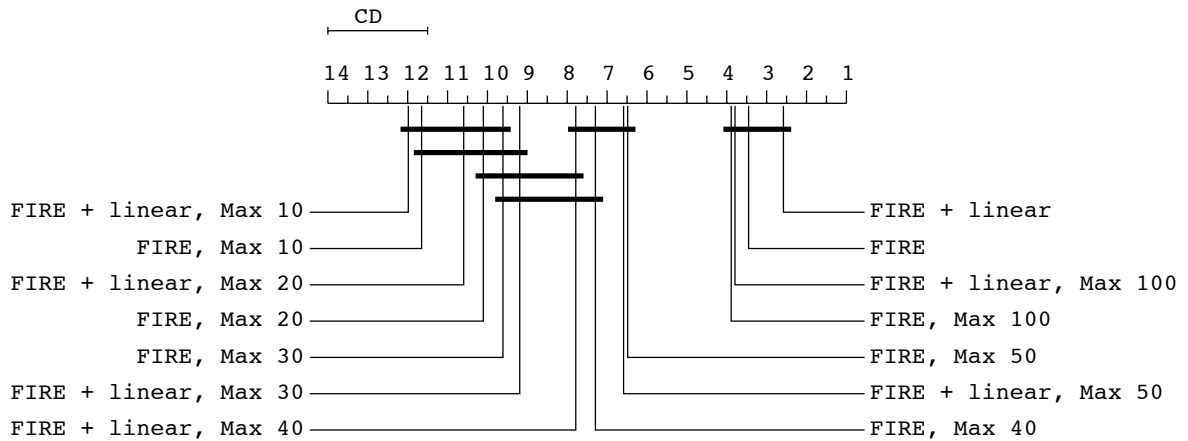 CD
14 13 12 11 10 9 8 7 6 5 4 3 2 1
FIRE + linear, Max 10
FIRE + linear
FIRE, Max 10
FIRE
FIRE + linear, Max 20
FIRE + linear, Max 100
FIRE, Max 20
FIRE, Max 100
FIRE, Max 30
FIRE, Max 50
FIRE + linear, Max 30
FIRE + linear, Max 50
FIRE + linear, Max 40
FIRE, Max 40